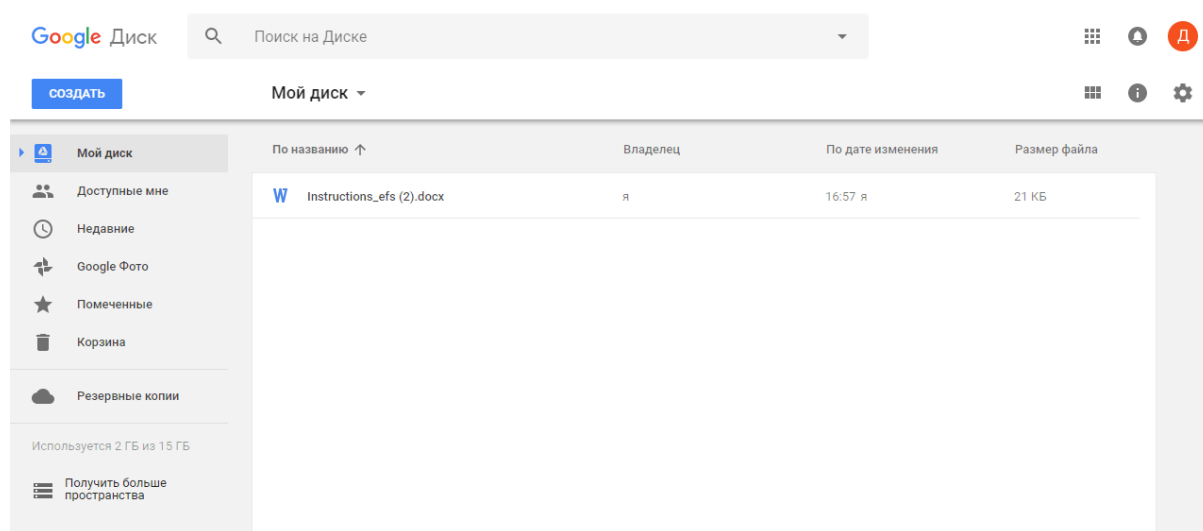 Google Диск
Поиск на Диске
Д
СОЗДАТЬ
Мой диск
Мой диск
Доступные мне
Недавние
Google Фото
Помеченные
Корзина
Резервные копии
Используется 2 ГБ из 15 ГБ
Получить больше
пространства
По названию Владелец По дате изменения Размер файла
W Instructions_efs (2).docx я 16:57 я 21 КБ